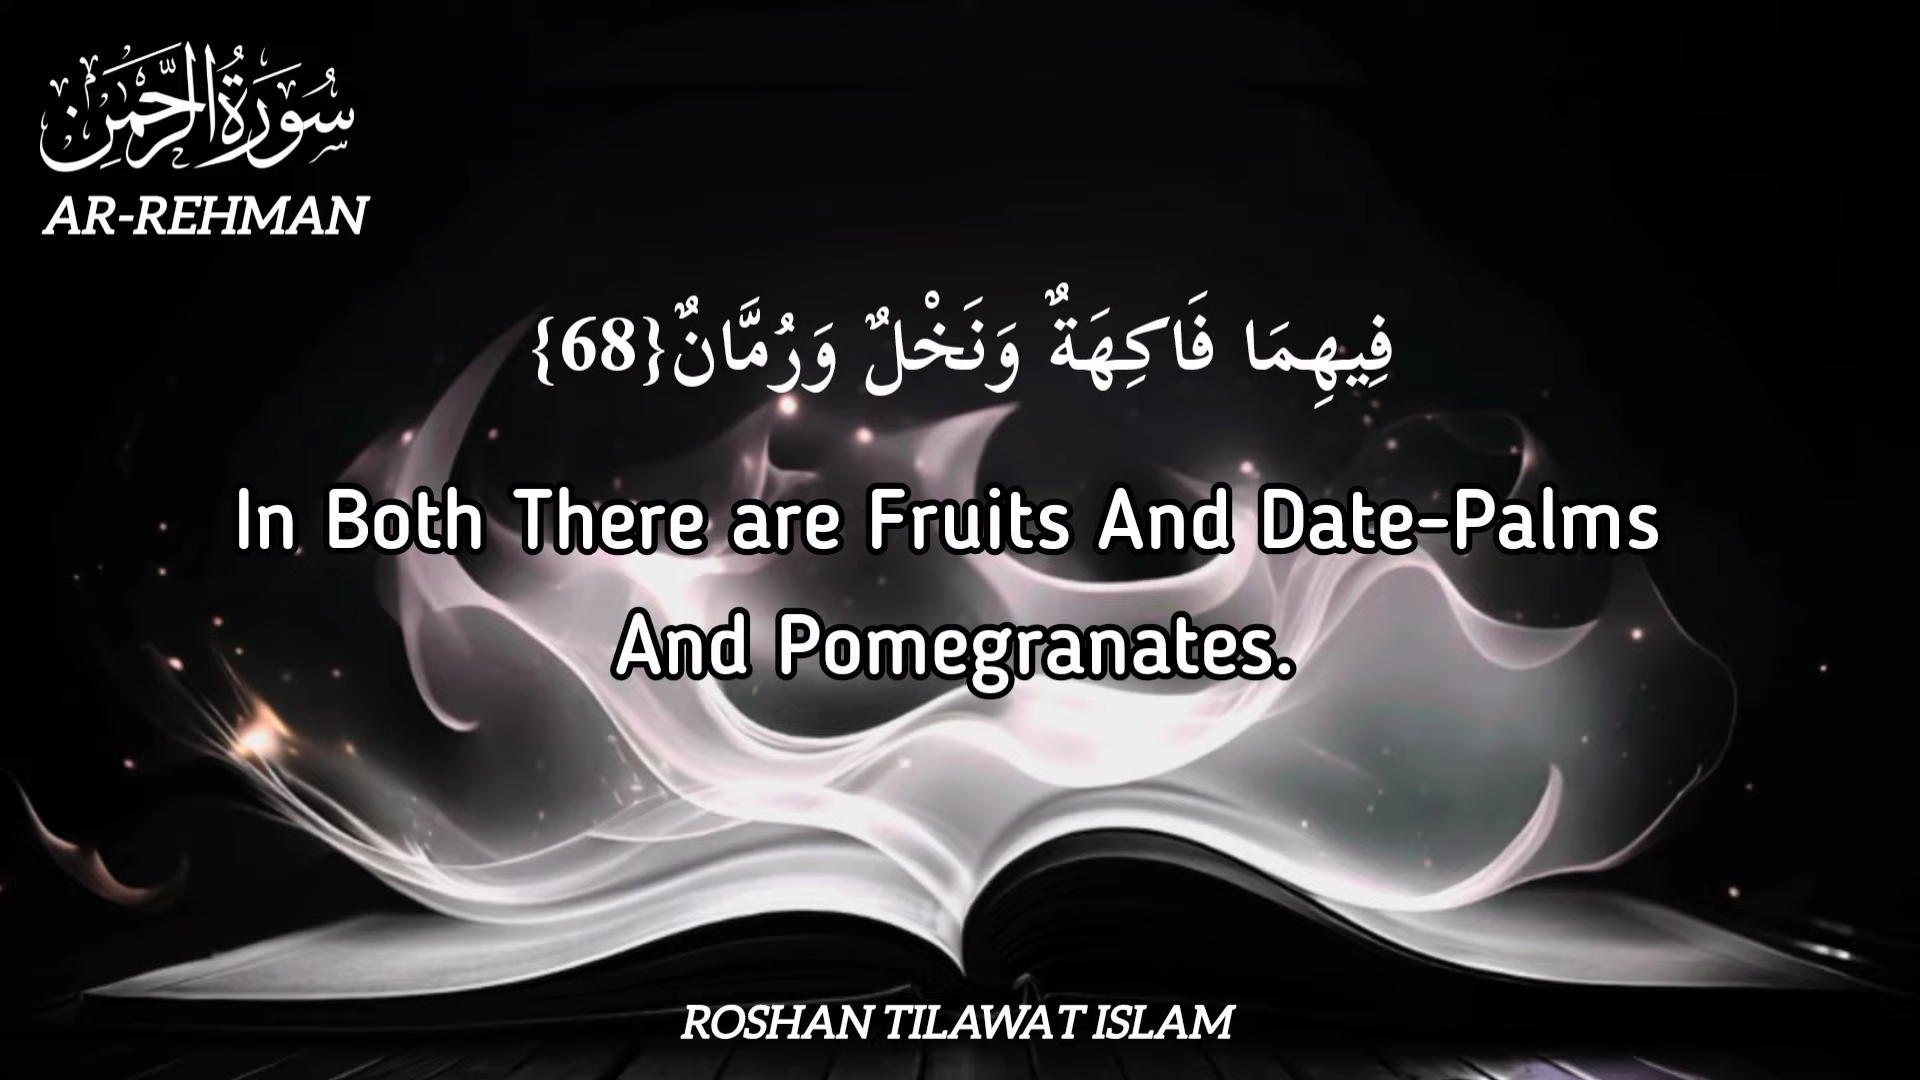 سُورَةُ الرَّحْمَٰنِ
AR-REHMAN
فِيهِمَا فَاكِهَةٌ وَنَخْلٌ وَرُمَّانٌ{68}
In Both There are Fruits And Date-Palms
And Pomegranates.
ROSHAN TILAWAT ISLAM